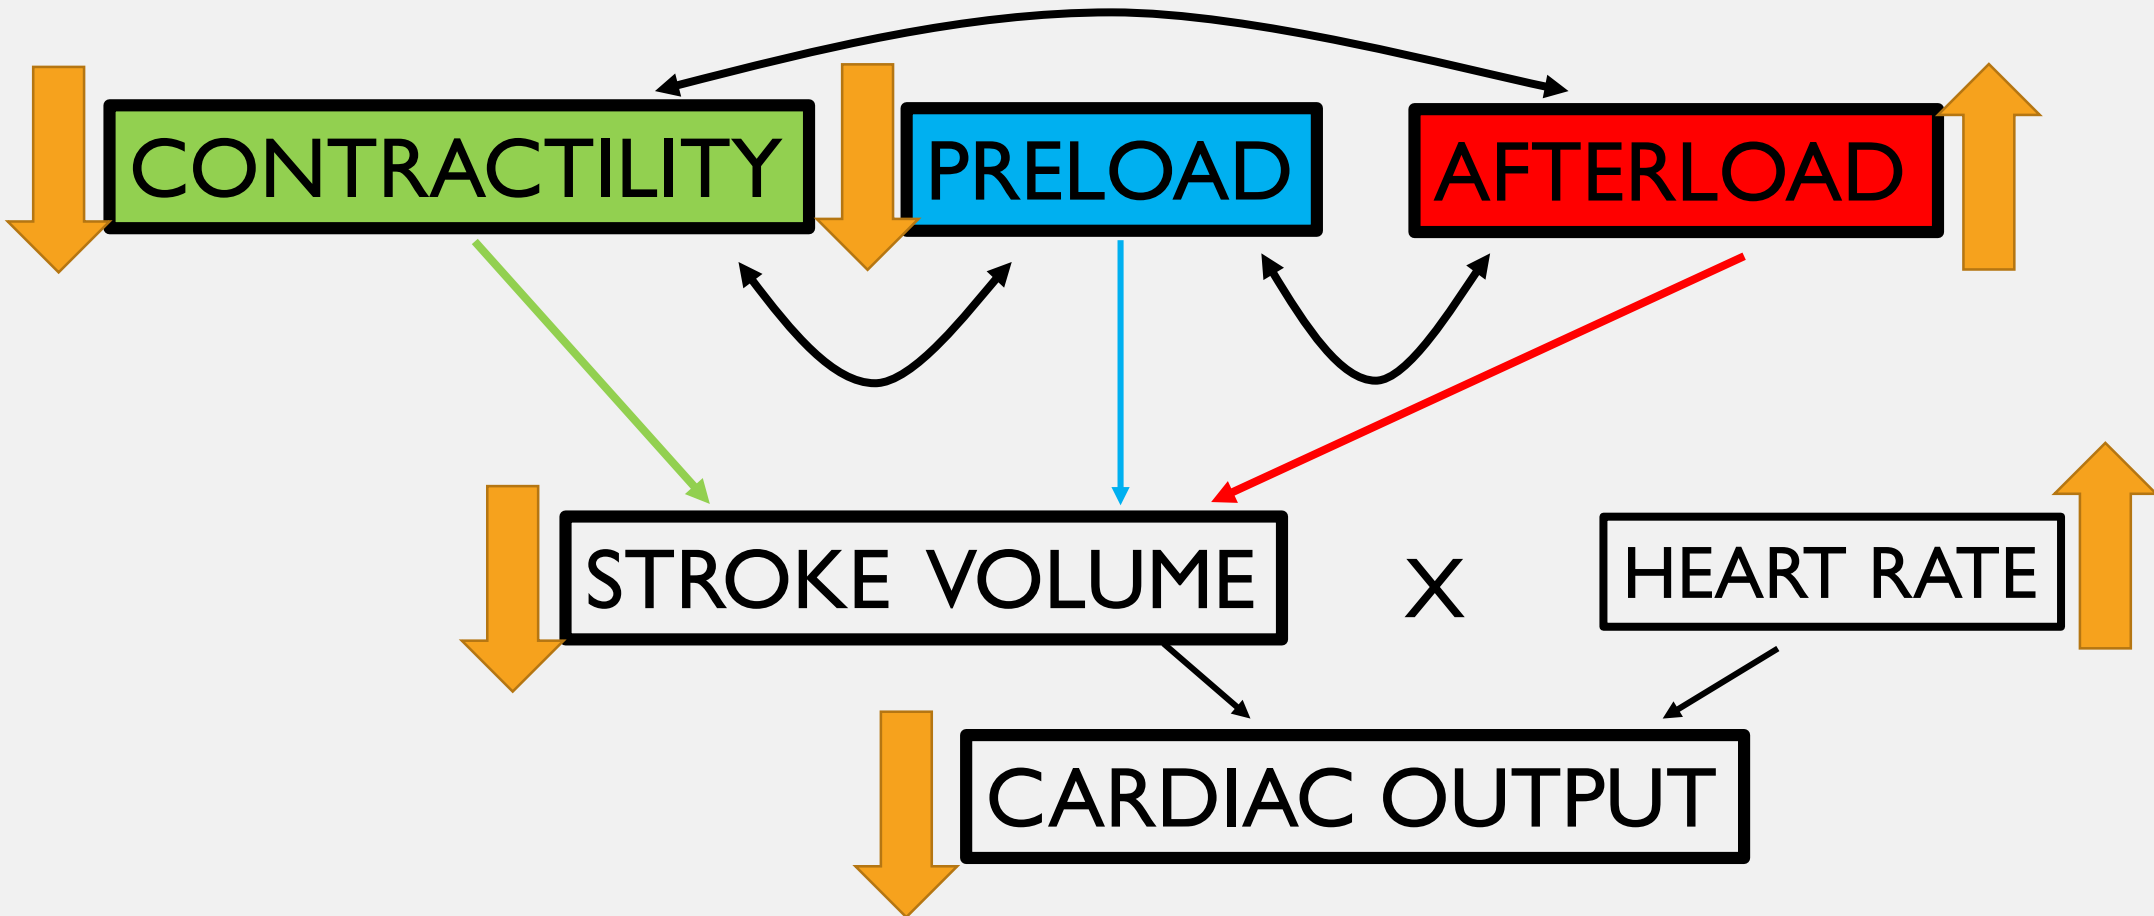 CONTRACTILITY
PRELOAD
AFTERLOAD
STROKE VOLUME
X
HEART RATE
CARDIAC OUTPUT